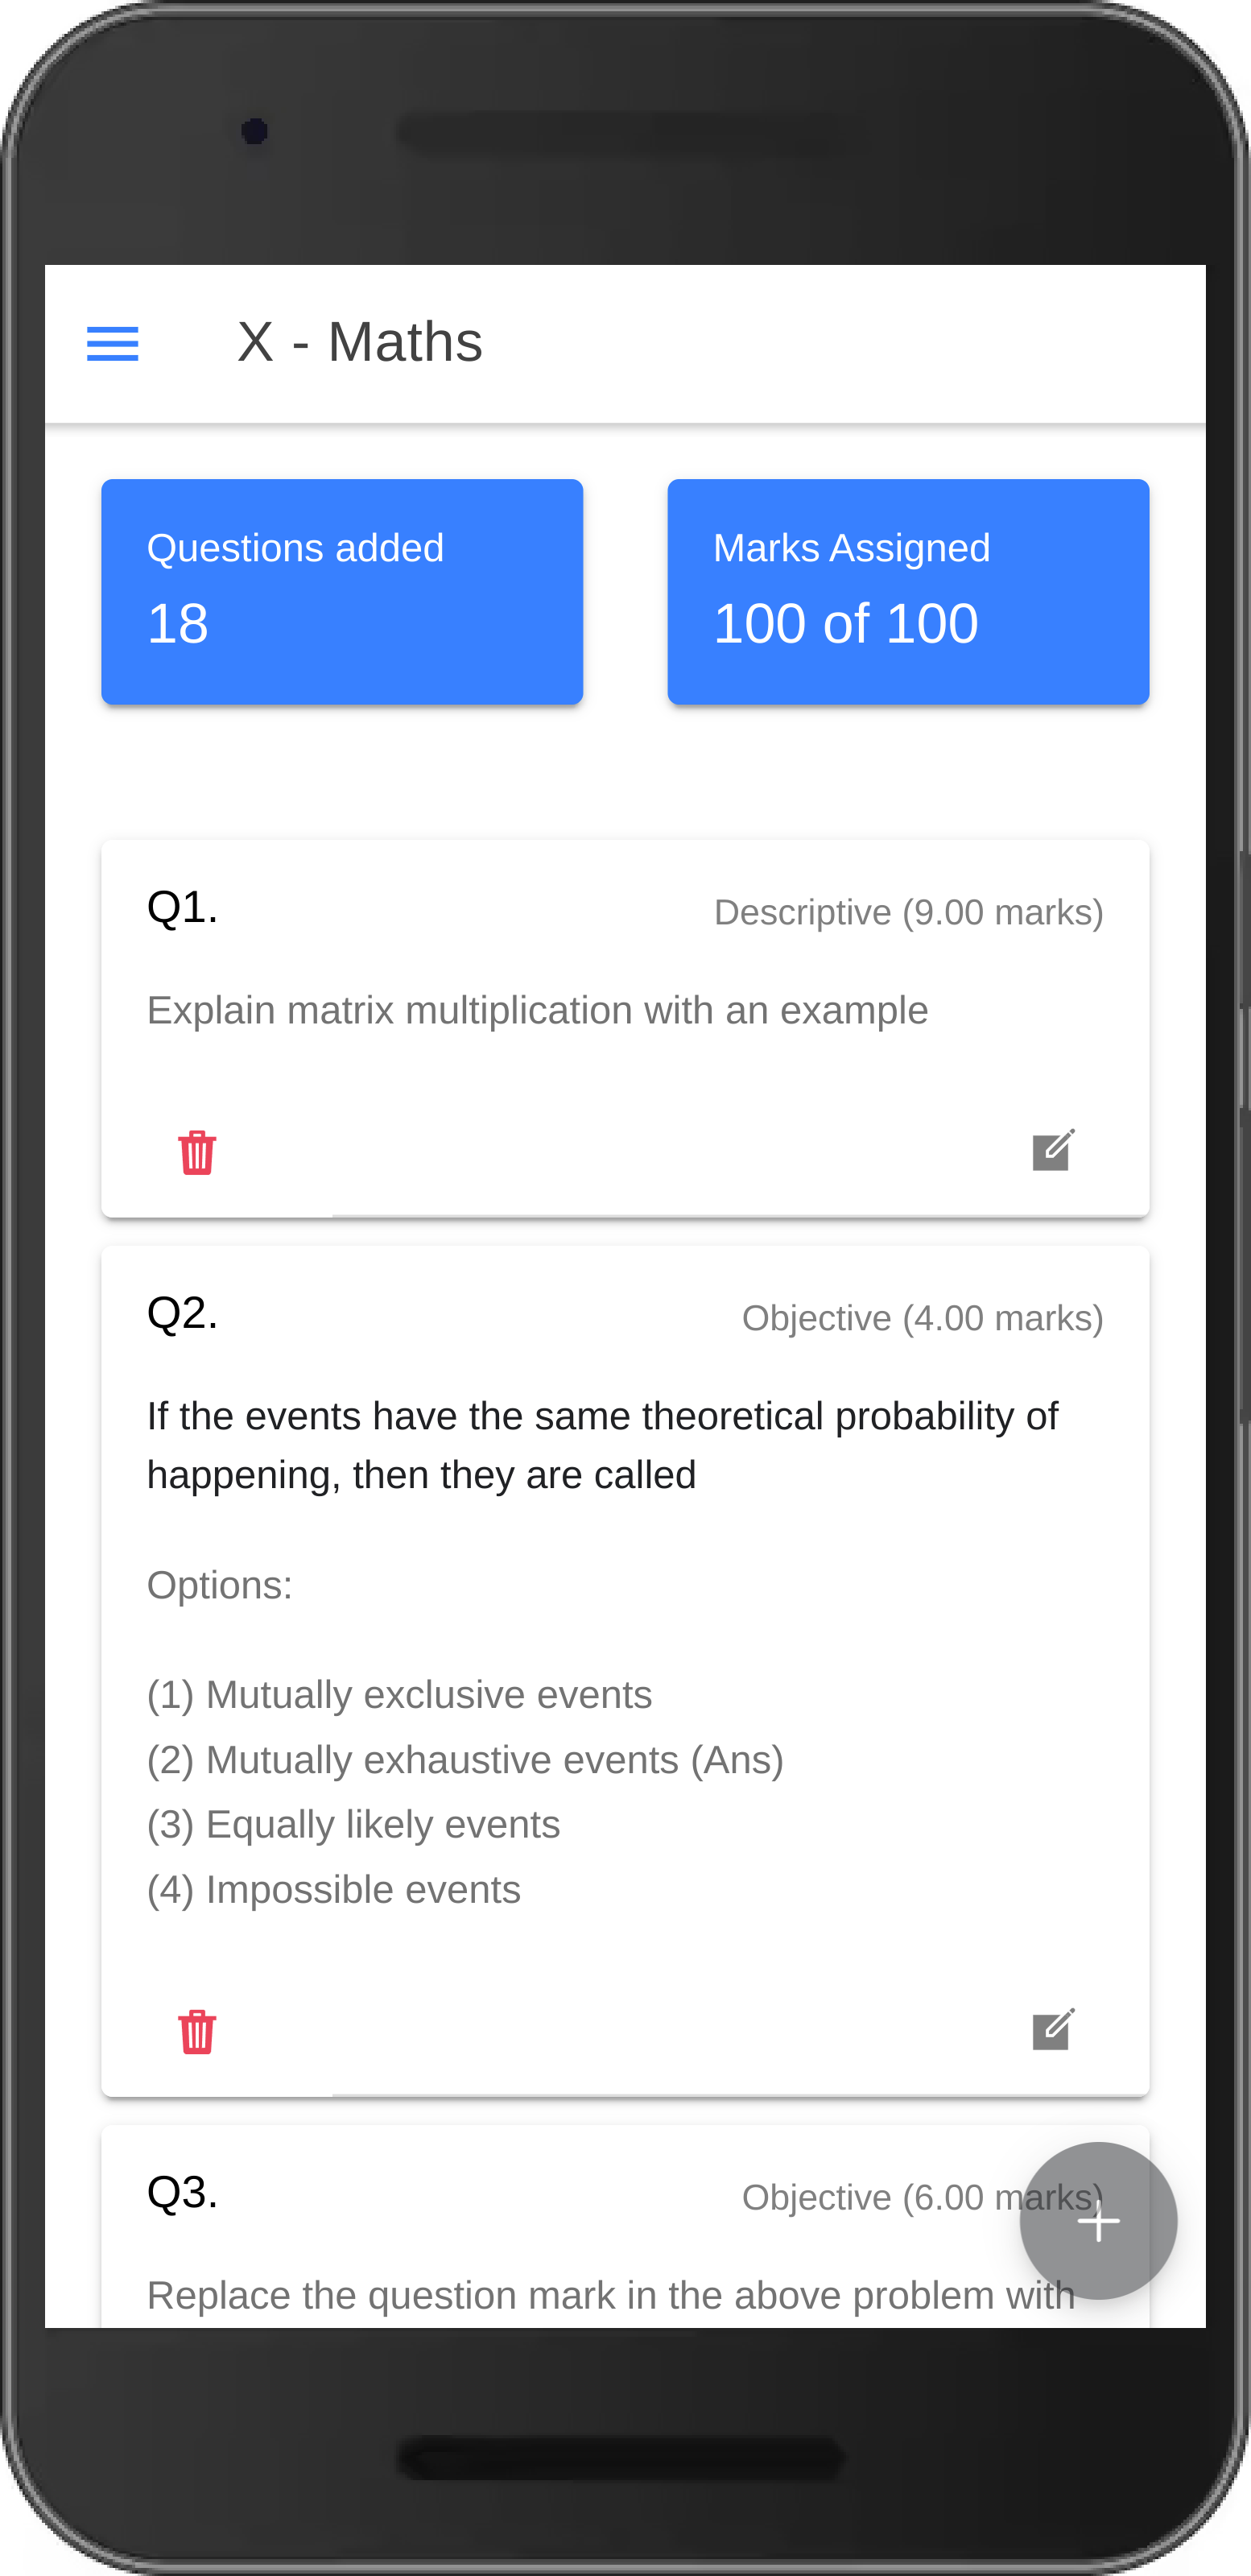 X - Maths
Questions added
18
Marks Assigned
100 of 100
Q1.
Descriptive (9.00 marks)
Explain matrix multiplication with an example
Q2.
Objective (4.00 marks)
If the events have the same theoretical probability of
happening, then they are called
Options:
(1) Mutually exclusive events
(2) Mutually exhaustive events (Ans)
(3) Equally likely events
(4) Impossible events
Q3.
Objective (6.00 marks)
Replace the question mark in the above problem with